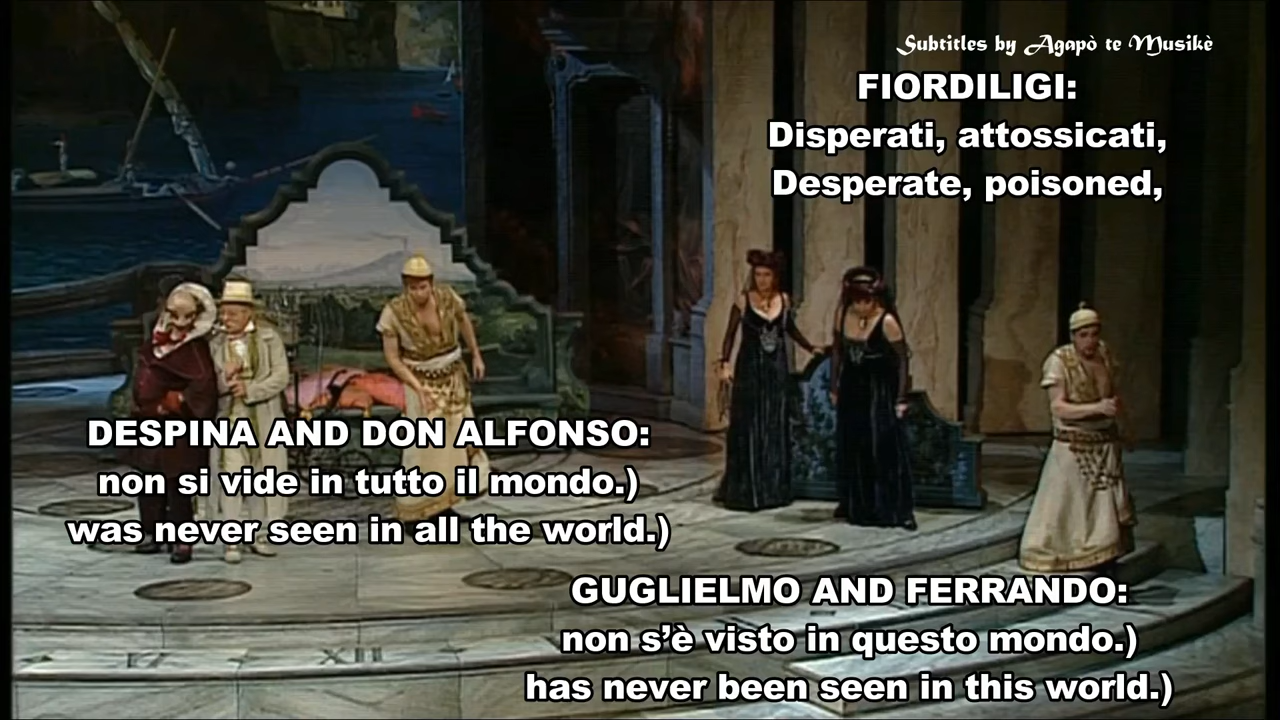 Subtitles by Agapò te Musikè
FIORDILIGI:
Disperati, attossicati,
Desperate, poisoned,
DESPINA AND DON ALFONSO:
non si vide in tutto il mondo.)
was never seen in all the world.)
GUGLIELMO AND FERRANDO:
non s’è visto in questo mondo.)
has never been seen in this world.)
XII